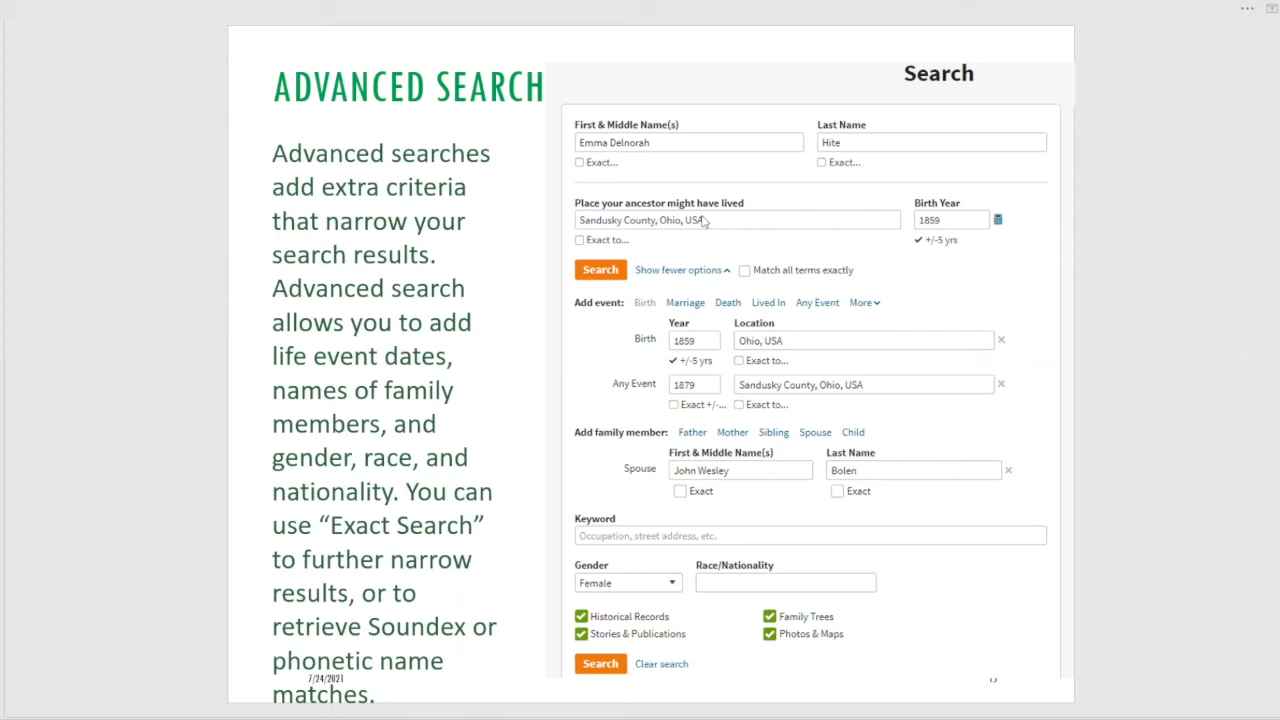 ADVANCED SEARCH
Advanced searches
add extra criteria
that narrow your
search results.
Advanced search
allows you to add
life event dates,
names of family
members, and
gender, race, and
nationality. You can
use “Exact Search”
to further narrow
results, or to
retrieve Soundex or
phonetic name
matches.
7/24/2021
Search
First & Middle Name(s) Last Name
Emma Delnorah Hite
Exact... Exact...
Place your ancestor might have lived Birth Year
Sandusky County, Ohio, USA 1859
Exact to... +/-5 yrs
Search Show fewer options Match all terms exactly
Add event: Birth Marriage Death Lived In Any Event More
Year Location
Birth 1859 Ohio, USA
+/-5 yrs Exact to...
Any Event 1879 Sandusky County, Ohio, USA
Exact +/-... Exact to...
Add family member: Father Mother Sibling Spouse Child
First & Middle Name(s) Last Name
Spouse John Wesley Bolen
Exact Exact
Keyword
Occupation, street address, etc.
Gender Race/Nationality
Female
Historical Records Family Trees
Stories & Publications Photos & Maps
Search Clear search